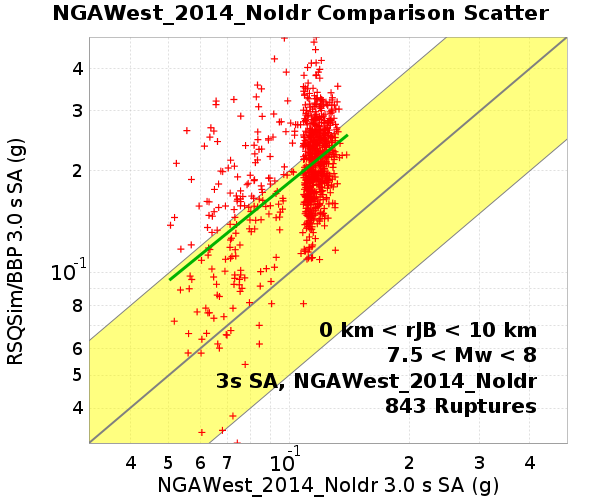 NGAWest_2014_NoIdr Comparison Scatter
RSQSim/BBP 3.0 s SA (g)
4
3
2
10⁻¹
8
6
5
4
0 km < rJB < 10 km
7.5 < Mw < 8
3s SA, NGAWest_2014_NoIdr
843 Ruptures
4 5 6 7 10⁻¹ 2 3 4
NGAWest_2014_NoIdr 3.0 s SA (g)